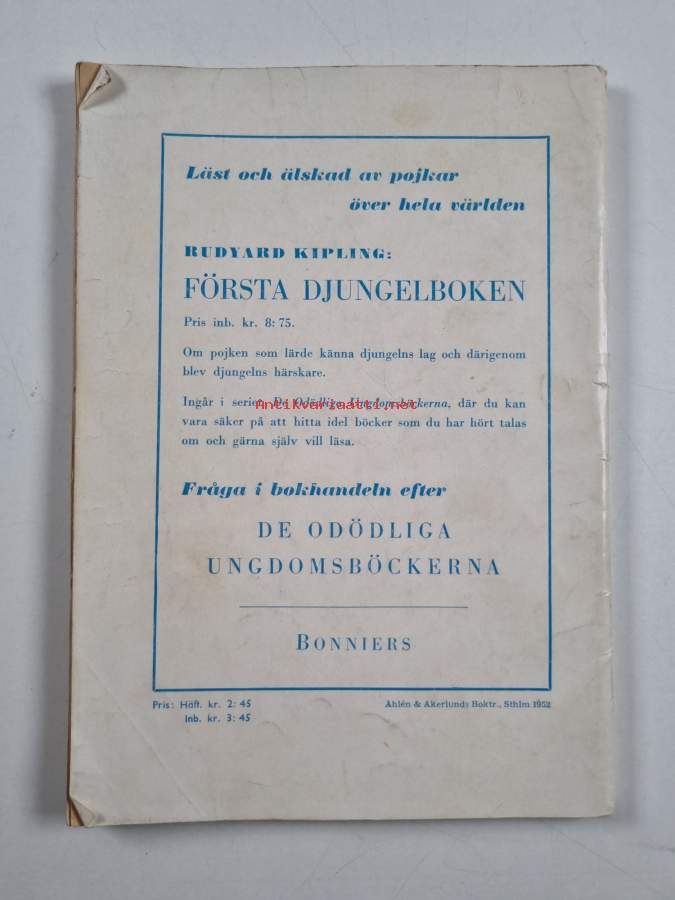 Läst och älskad av pojkar
över hela världen
RUDYARD KIPLING:
FÖRSTA DJUNGELBOKEN
Pris inb. kr. 8: 75.
Om pojken som lärde känna djungelns lag och därigenom
blev djungelns härskare.
Ingår i serien De Odödliga Ungdomsböckerna, där du kan
Antikvariaatti.net
vara säker på att hitta idel böcker som du har hört talas
om och gärna själv vill läsa.
Fråga i bokhandeln efter
DE ODÖDLIGA
UNGDOMSBÖCKERNA
BONNIERS
Pris: Häft. kr. 2: 45
Inb. kr. 3: 45
Åhlén & Åkerlunds Boktr., Sthlm 1952